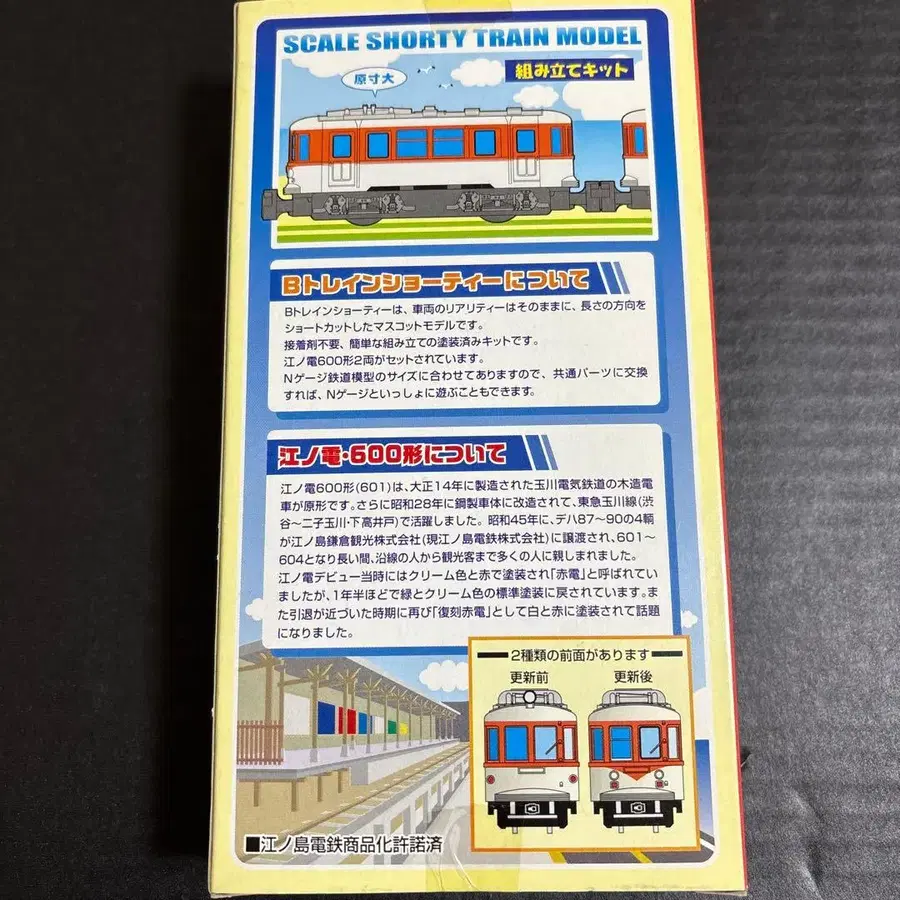 SCALE SHORTY TRAIN MODEL
組み立てキット
原寸大
Bトレインショーティーについて
Bトレインショーティーは、車両のリアリティーはそのままに、長さの方向を
ショートカットしたマスコットモデルです。
接着剤不要、簡単な組み立ての塗装済みキットです。
江ノ電600形2両がセットされています。
Nゲージ鉄道模型のサイズに合わせてありますので、共通パーツに交換
すれば、Nゲージといっしょに遊ぶこともできます。
江ノ電・600形について
江ノ電600形(601)は、大正14年に製造された玉川電気鉄道の木造電
車が原形です。さらに昭和28年に鋼製車体に改造されて、東急玉川線(渋
谷〜二子玉川・下高井戸)で活躍しました。昭和45年に、デハ87〜90の4輌
が江ノ島鎌倉観光株式会社(現江ノ島電鉄株式会社)に譲渡され、601〜
604となり長い間、沿線の人から観光客まで多くの人に親しまれました。
江ノ電デビュー当時にはクリーム色と赤で塗装され「赤電」と呼ばれてい
ましたが、1年半ほどで緑とクリーム色の標準塗装に戻されています。ま
た引退が近づいた時期に再び「復刻赤電」として白と赤に塗装されて話題
になりました。
2種類の前面があります
更新前 更新後
■江ノ島電鉄商品化許諾済